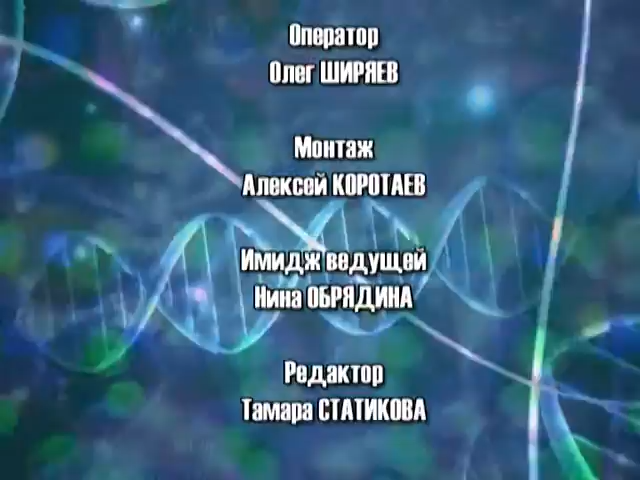 Оператор
Олег ШИРЯЕВ
Монтаж
Алексей КОРОТАЕВ
Имидж ведущей
Нина ОБРЯДИНА
Редактор
Тамара СТАТИКОВА